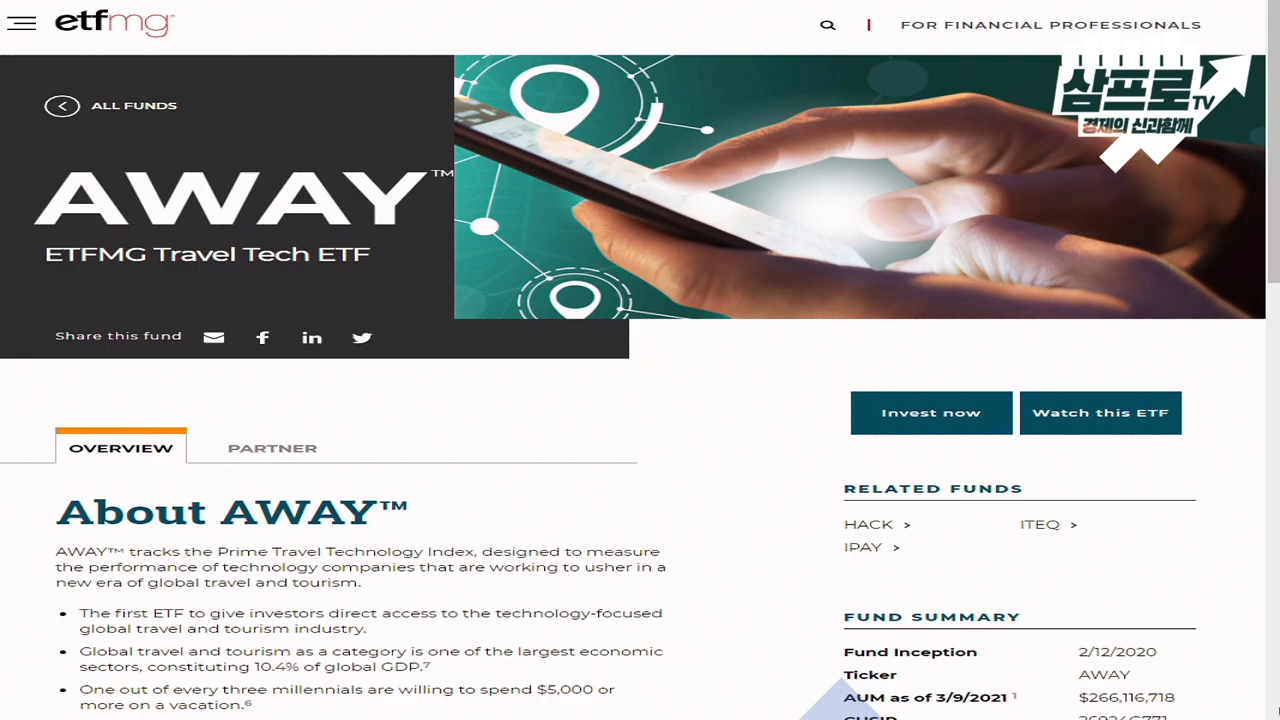 etfmg
FOR FINANCIAL PROFESSIONALS
삼프로TV
경제의 신과함께
ALL FUNDS
AWAY™
ETFMG Travel Tech ETF
Share this fund
Invest now
Watch this ETF
OVERVIEW
PARTNER
About AWAY™
AWAY™ tracks the Prime Travel Technology Index, designed to measure
the performance of technology companies that are working to usher in a
new era of global travel and tourism.
• The first ETF to give investors direct access to the technology-focused
global travel and tourism industry.
• Global travel and tourism as a category is one of the largest economic
sectors, constituting 10.4% of global GDP.⁷
• One out of every three millennials are willing to spend $5,000 or
more on a vacation.⁶
RELATED FUNDS
HACK > ITEQ >
IPAY >
FUND SUMMARY
Fund Inception 2/12/2020
Ticker AWAY
AUM as of 3/9/2021 ¹ $266,116,718